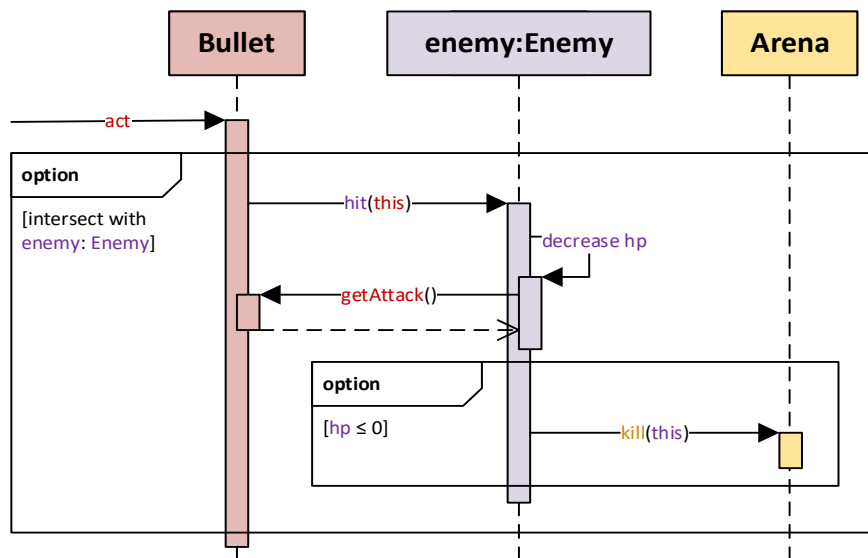 Bullet
enemy:Enemy
Arena
act
option
[intersect with
enemy: Enemy]
hit(this)
decrease hp
getAttack()
option
[hp ≤ 0]
kill(this)